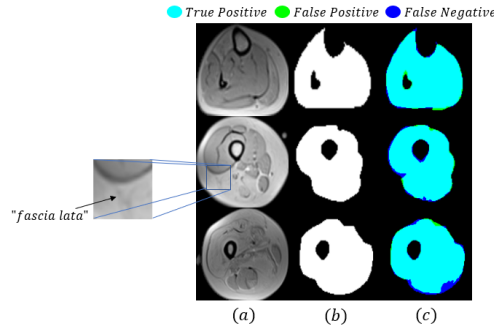 True Positive False Positive False Negative
"fascia lata"
(a) (b) (c)